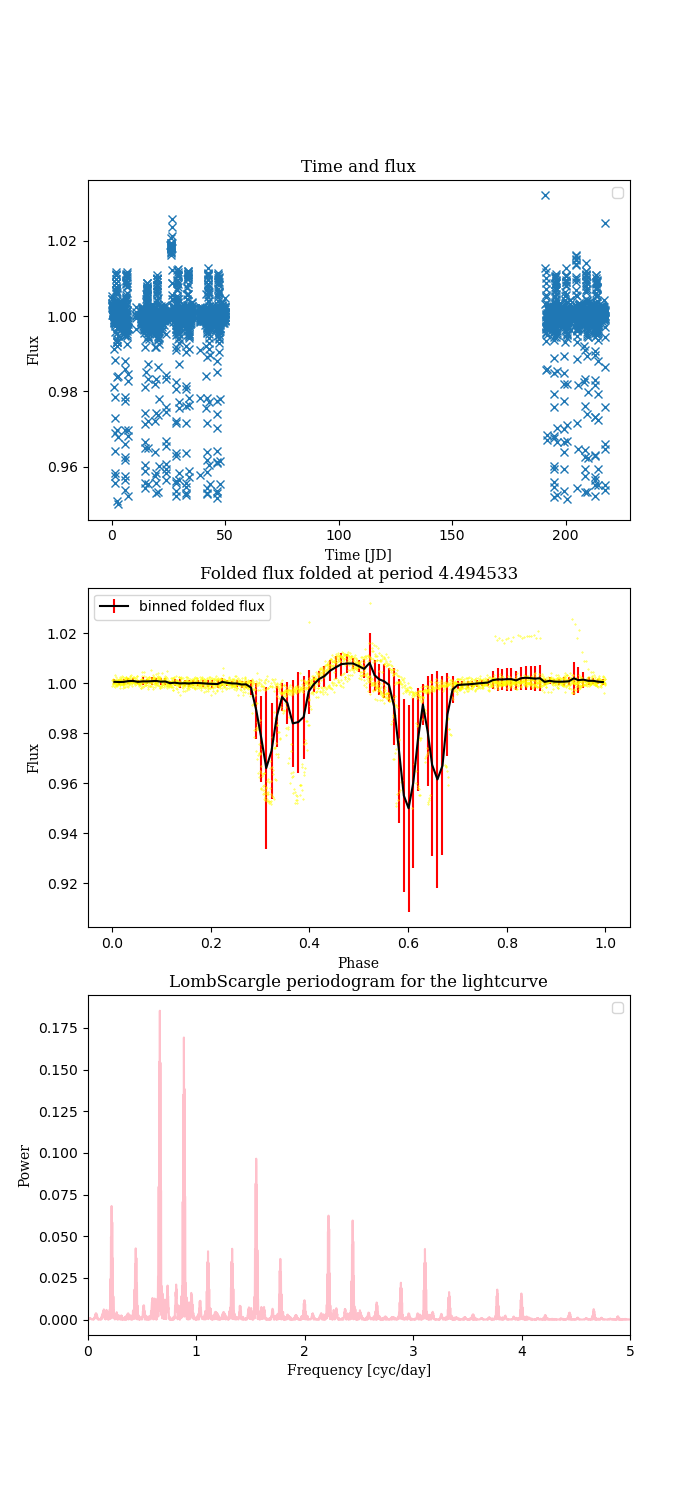 Time and flux
Flux
1.02
1.00
0.98
0.96
0 50 100 150 200
Time [JD]
Folded flux folded at period 4.494533
binned folded flux
Flux
1.02
1.00
0.98
0.96
0.94
0.92
0.0 0.2 0.4 0.6 0.8 1.0
Phase
LombScargle periodogram for the lightcurve
Power
0.175
0.150
0.125
0.100
0.075
0.050
0.025
0.000
0 1 2 3 4 5
Frequency [cyc/day]